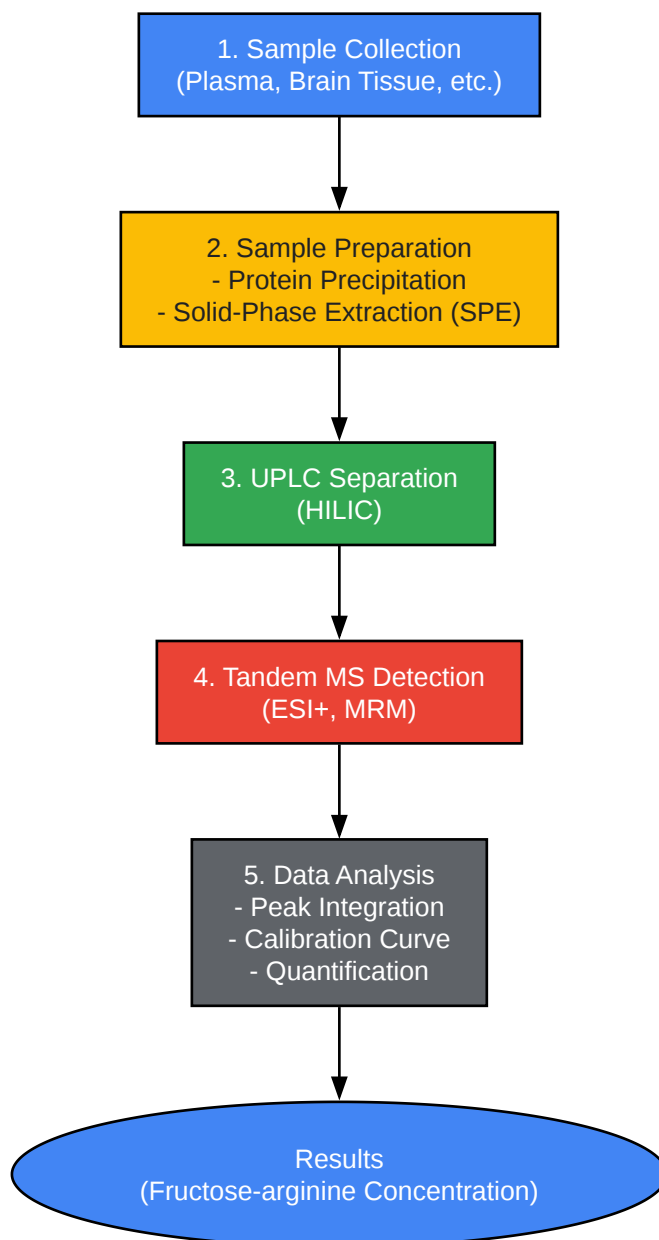 1. Sample Collection
(Plasma, Brain Tissue, etc.)
2. Sample Preparation
- Protein Precipitation
- Solid-Phase Extraction (SPE)
3. UPLC Separation
(HILIC)
4. Tandem MS Detection
(ESI+, MRM)
5. Data Analysis
- Peak Integration
- Calibration Curve
- Quantification
Results
(Fructose-arginine Concentration)